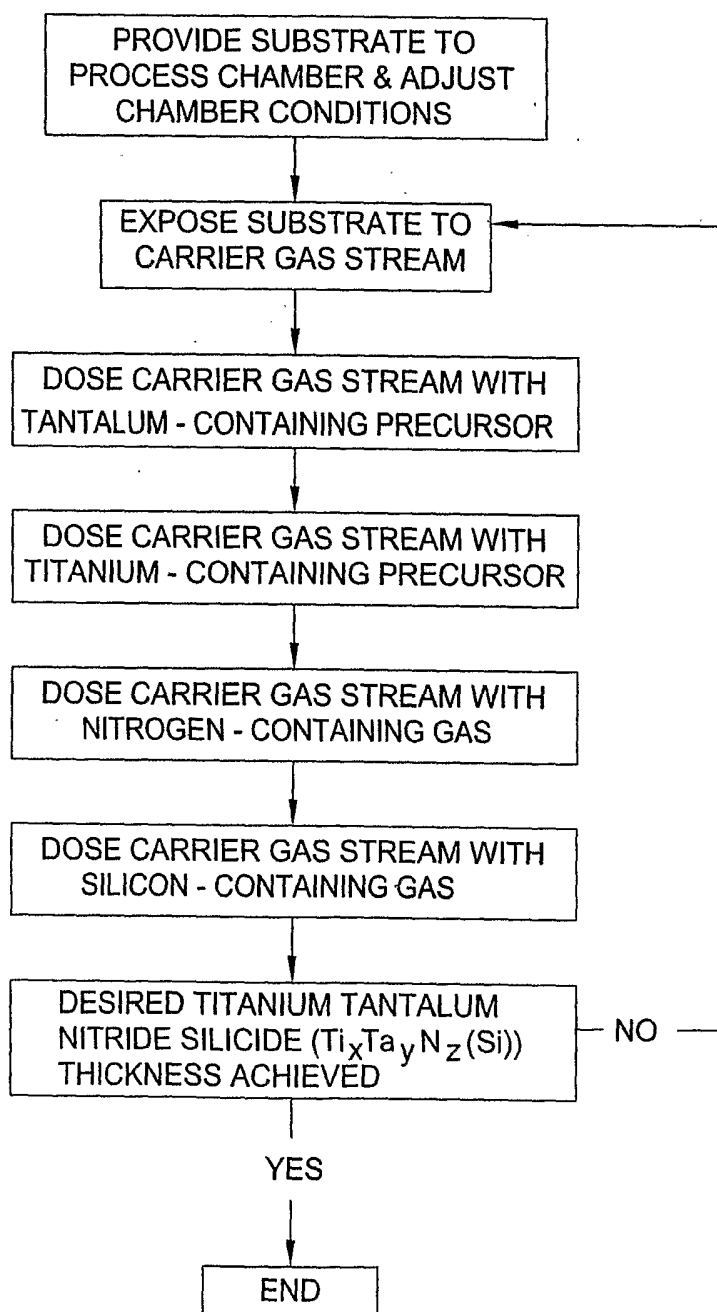 PROVIDE SUBSTRATE TO
PROCESS CHAMBER & ADJUST
CHAMBER CONDITIONS
EXPOSE SUBSTRATE TO
CARRIER GAS STREAM
DOSE CARRIER GAS STREAM WITH
TANTALUM - CONTAINING PRECURSOR
DOSE CARRIER GAS STREAM WITH
TITANIUM - CONTAINING PRECURSOR
DOSE CARRIER GAS STREAM WITH
NITROGEN - CONTAINING GAS
DOSE CARRIER GAS STREAM WITH
SILICON - CONTAINING GAS
DESIRED TITANIUM TANTALUM
NITRIDE SILICIDE (TixTayNz(Si))
THICKNESS ACHIEVED
NO
YES
END